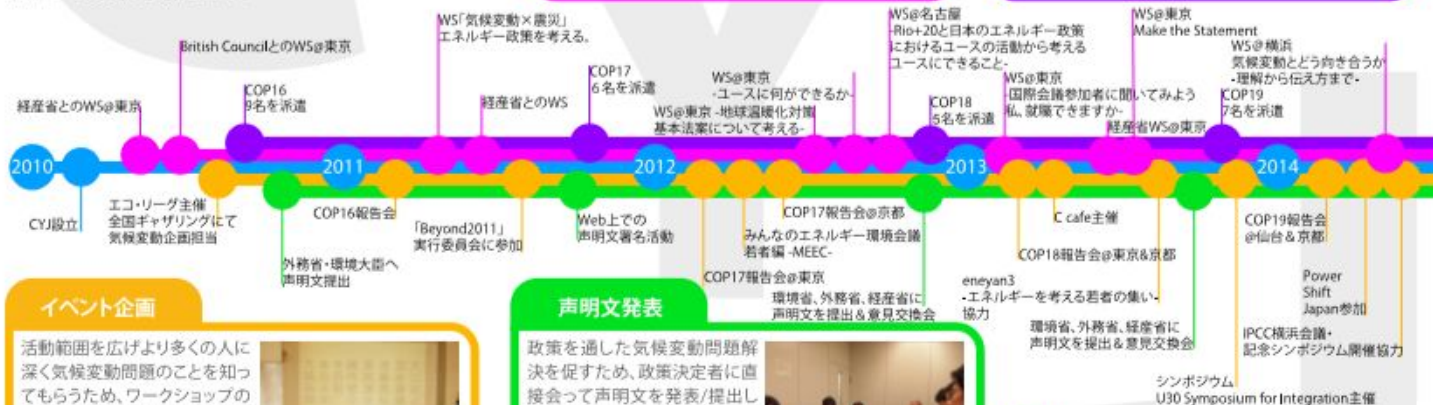 WS「気候変動×震災」
エネルギー政策を考える。
WS@名古屋
-Rio+20と日本のエネルギー政策
におけるユースの活動から考える
ユースにできること-
WS@東京
Make the Statement
British CouncilとのWS@東京
WS@横浜
気候変動とどう向き合うか
-理解から伝え方まで-
COP17
6名を派遣
WS@東京
-ユースに何ができるか-
WS@東京
-国際会議参加者に聞いてみよう
私、就職できますか-
COP16
9名を派遣
経産省とのWS@東京
経産省とのWS
WS@東京 -地球温暖化対策
基本法案について考える-
COP18
5名を派遣
経産省WS@東京
COP19
7名を派遣
2010
2011
2012
2013
2014
CYJ設立
エコ・リーグ主催
全国ギャザリングにて
気候変動企画担当
COP16報告会
「Beyond2011」
実行委員会に参加
Web上での
声明文署名活動
COP17報告会@京都
みんなのエネルギー環境会議
若者編 -MEEC-
C cafe主催
COP18報告会@東京&京都
COP19報告会
@仙台&京都
外務省・環境大臣へ
声明文提出
COP17報告会@東京
環境省、外務省、経産省に
声明文を提出&意見交換会
eneyan3
-エネルギーを考える若者の集い-
協力
環境省、外務省、経産省に
声明文を提出&意見交換会
Power
Shift
Japan参加
IPCC横浜会議・
記念シンポジウム開催協力
シンポジウム
U30 Symposium for Integration主催
イベント企画
活動範囲を広げより多くの人に
深く気候変動問題のことを知っ
てもらうため、ワークショップの
声明文発表
政策を通した気候変動問題解
決を促すため、政策決定者に直
接会って声明文を発表/提出し